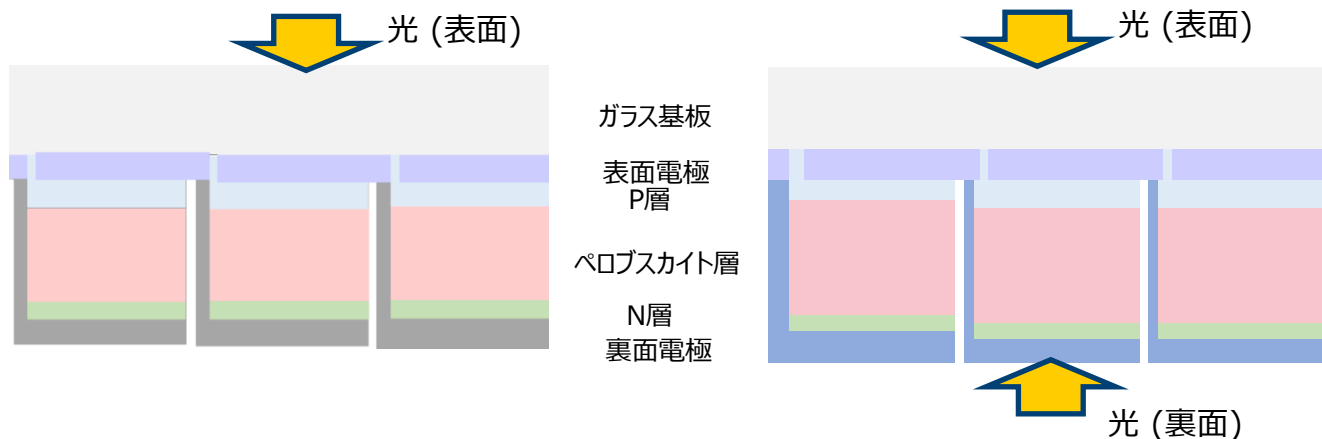 光 (表面)
光 (表面)
ガラス基板
表面電極
P層
ペロブスカイト層
N層
裏面電極
光 (裏面)